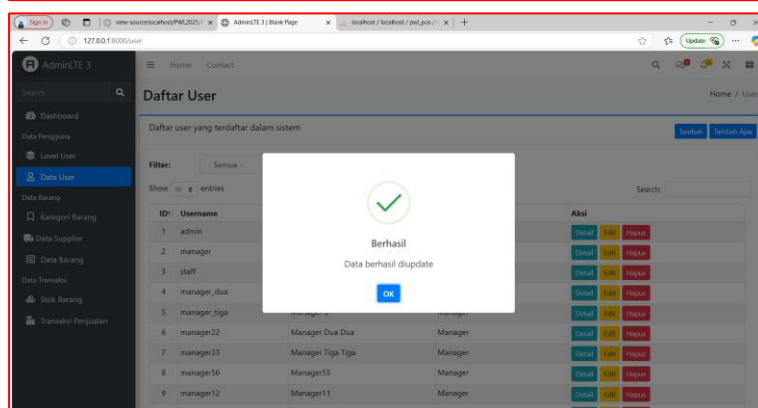 Sign in
view-sourcelocalhost/PWL2025/
AdminLTE 3 | Blank Page
localhost / localhost / pwl_pos /
127.0.0.1:8000/user
Update
AdminLTE 3
Home Contact
Search
Daftar User
Home / User
Dashboard
Daftar user yang terdaftar dalam sistem
Tambah
Tambah Ajax
Data Pengguna
Level User
Filter:
- Semua -
Data User
Show 10 entries
Search:
Data Barang
Kategori Barang
ID
Username
Aksi
Data Supplier
1 admin Detail Edit Hapus
Data Barang
2 manager Detail Edit Hapus
Data Transaksi
3 staff Detail Edit Hapus
Stok Barang
4 manager_dua Detail Edit Hapus
Transaksi Penjualan
5 manager_tiga Detail Edit Hapus
6 manager22 Manager Dua Dua Manager Detail Edit Hapus
7 manager33 Manager Tiga Tiga Manager Detail Edit Hapus
8 manager56 Manager55 Manager Detail Edit Hapus
9 manager12 Manager11 Manager Detail Edit Hapus
Berhasil
Data berhasil diupdate
OK